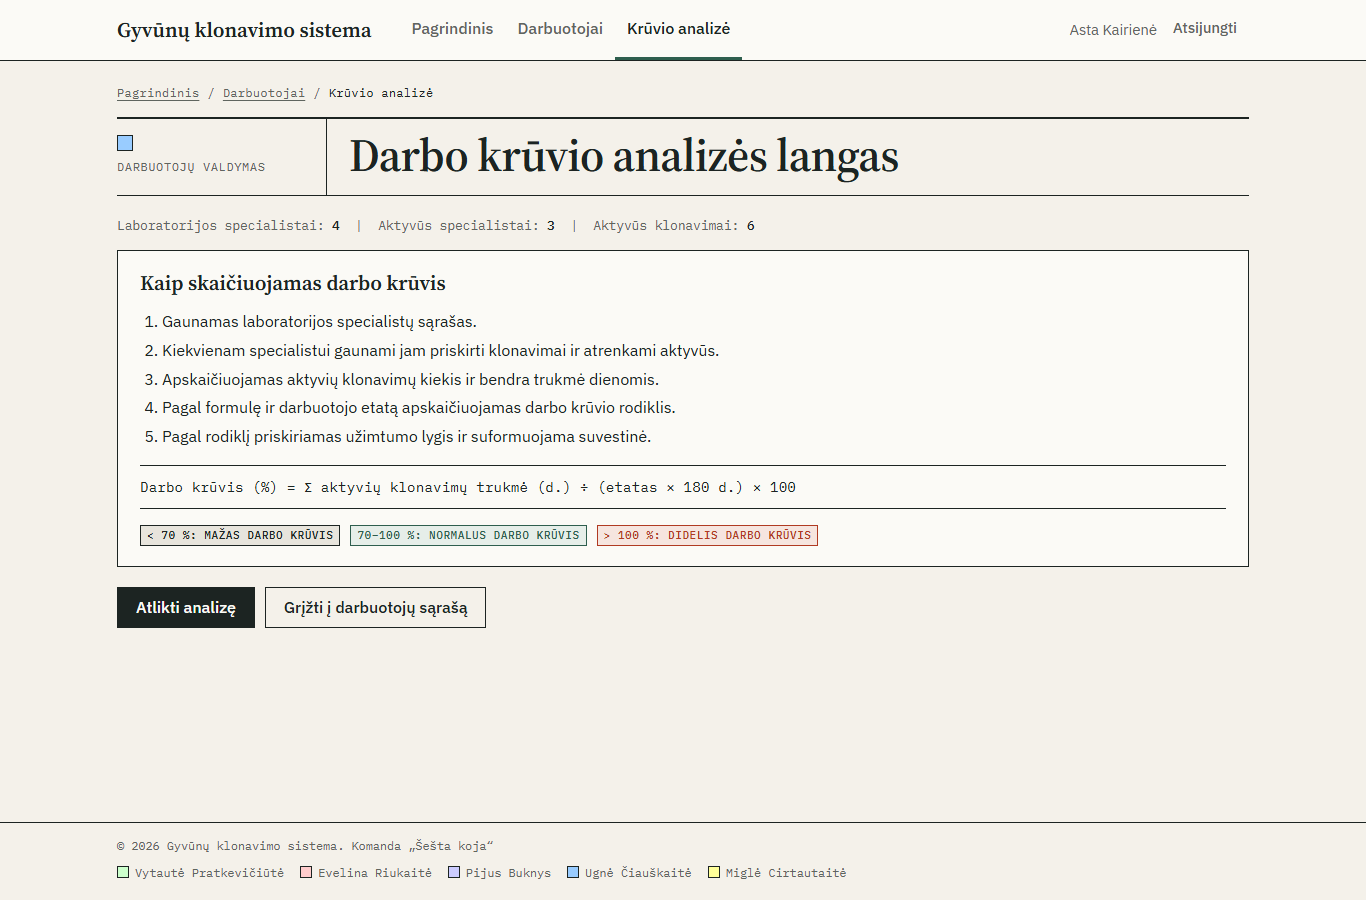 Gyvūnų klonavimo sistema Pagrindinis Darbuotojai Krūvio analizė Asta Kairienė Atsijungti
Pagrindinis / Darbuotojai / Krūvio analizė
DARBUOTOJŲ VALDYMAS
Darbo krūvio analizės langas
Laboratorijos specialistai: 4 | Aktyvūs specialistai: 3 | Aktyvūs klonavimai: 6
Kaip skaičiuojamas darbo krūvis
1. Gaunamas laboratorijos specialistų sąrašas.
2. Kiekvienam specialistui gaunami jam priskirti klonavimai ir atrenkami aktyvūs.
3. Apskaičiuojamas aktyvių klonavimų kiekis ir bendra trukmė dienomis.
4. Pagal formulę ir darbuotojo etatą apskaičiuojamas darbo krūvio rodiklis.
5. Pagal rodiklį priskiriamas užimtumo lygis ir suformuojama suvestinė.
Darbo krūvis (%) = Σ aktyvių klonavimų trukmė (d.) ÷ (etatas × 180 d.) × 100
< 70 %: MAŽAS DARBO KRŪVIS 70–100 %: NORMALUS DARBO KRŪVIS > 100 %: DIDELIS DARBO KRŪVIS
Atlikti analizę Grįžti į darbuotojų sąrašą
© 2026 Gyvūnų klonavimo sistema. Komanda „Šešta koja“
Vytautė Pratkevičiūtė Evelina Riukaitė Pijus Buknys Ugnė Čiauškaitė Miglė Cirtautaitė